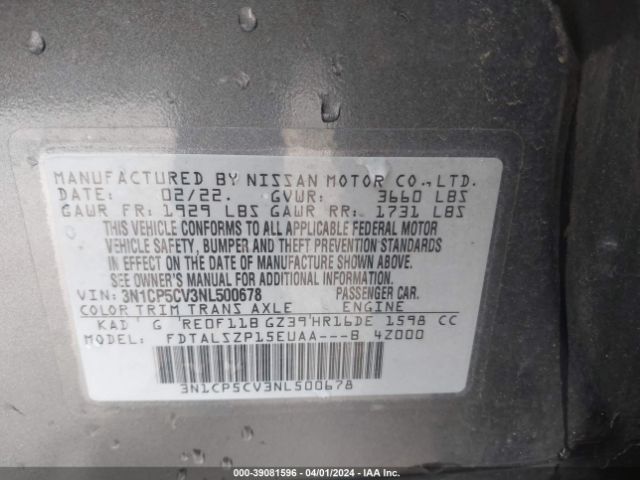 MANUFACTURED BY NISSAN MOTOR CO., LTD.
DATE: 02/22. GVWR: 3660 LBS
GAWR FR: 1929 LBS GAWR RR: 1731 LBS
THIS VEHICLE CONFORMS TO ALL APPLICABLE FEDERAL MOTOR
VEHICLE SAFETY, BUMPER AND THEFT PREVENTION STANDARDS
IN EFFECT ON THE DATE OF MANUFACTURE SHOWN ABOVE.
SEE OWNER'S MANUAL FOR ADDITIONAL INFORMATION.
VIN: 3N1CP5CV3NL500678 PASSENGER CAR.
COLOR TRIM TRANS AXLE ENGINE
KAD G RE0F11B GZ39 HR16DE 1598 CC
MODEL: FDTALSZP15EUAA---B 4Z000
3N1CP5CV3NL500678
000-39081596 - 04/01/2024 - IAA Inc.